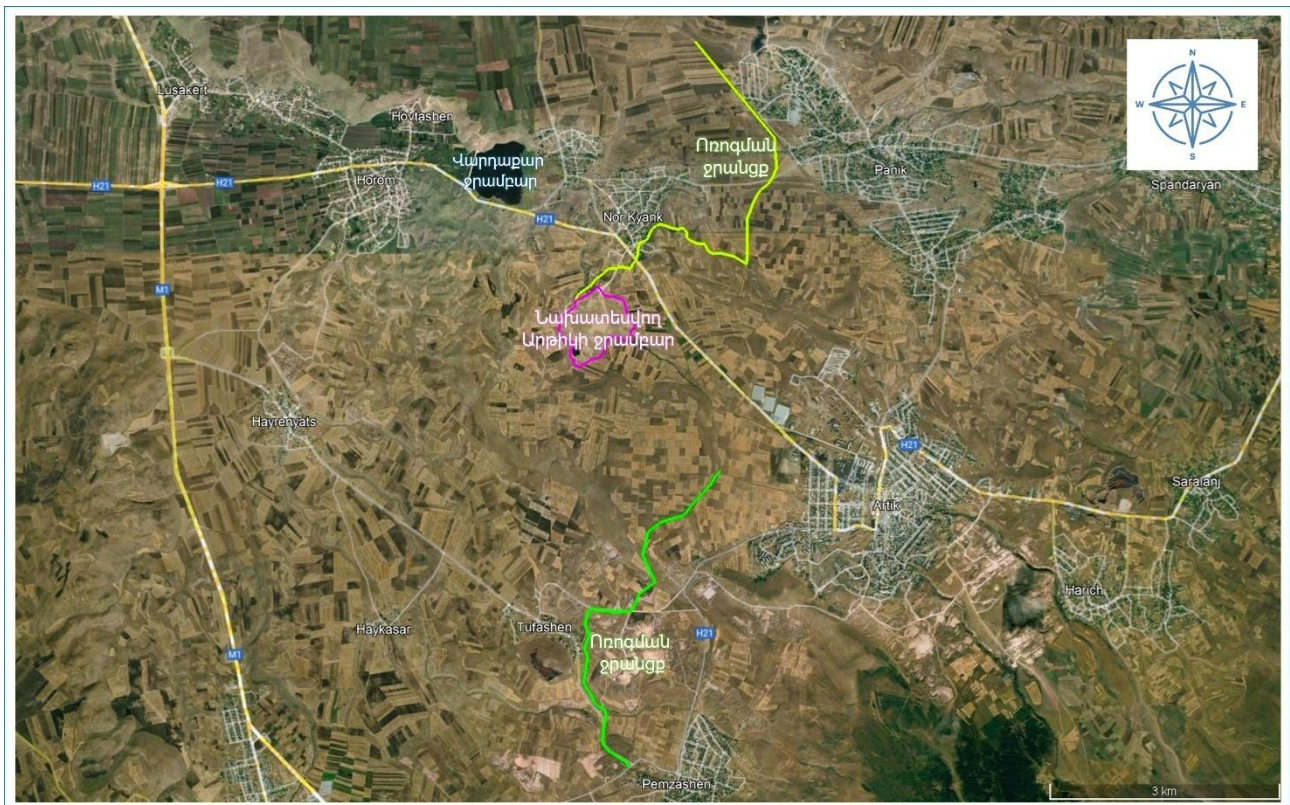 N
W E
S
Lusakert
Hovtashen
Վարդաքար
ջրամբար
Horom
H21
H21
H21
Ոռոգման
ջրանցք
Panik
Spandaryan
Nor Kyank
M1
Նախատեսվող
Արթիկի ջրամբար
Hayrenyats
H21
Artik
Saralanj
Harich
Haykasar
Tufashen
Ոռոգման
ջրանցք
H21
M1
Pemzashen
3 km